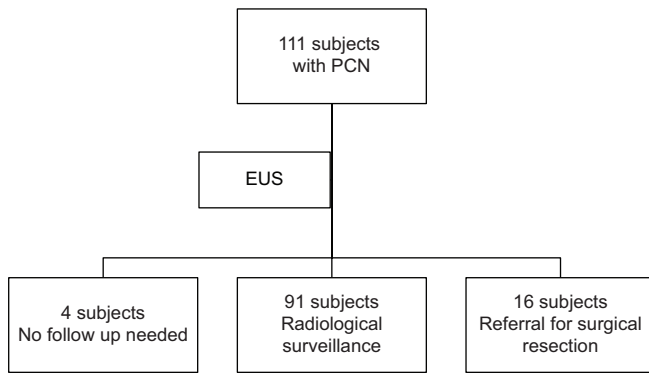 111 subjects
with PCN
EUS
4 subjects
No follow up needed
91 subjects
Radiological
surveillance
16 subjects
Referral for surgical
resection